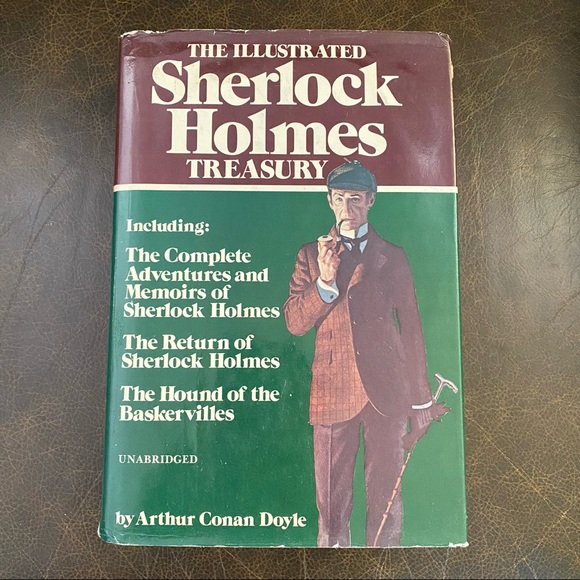 THE ILLUSTRATED
Sherlock
Holmes
TREASURY
Including:
The Complete
Adventures and
Memoirs of
Sherlock Holmes
The Return of
Sherlock Holmes
The Hound of the
Baskervilles
UNABRIDGED
by Arthur Conan Doyle